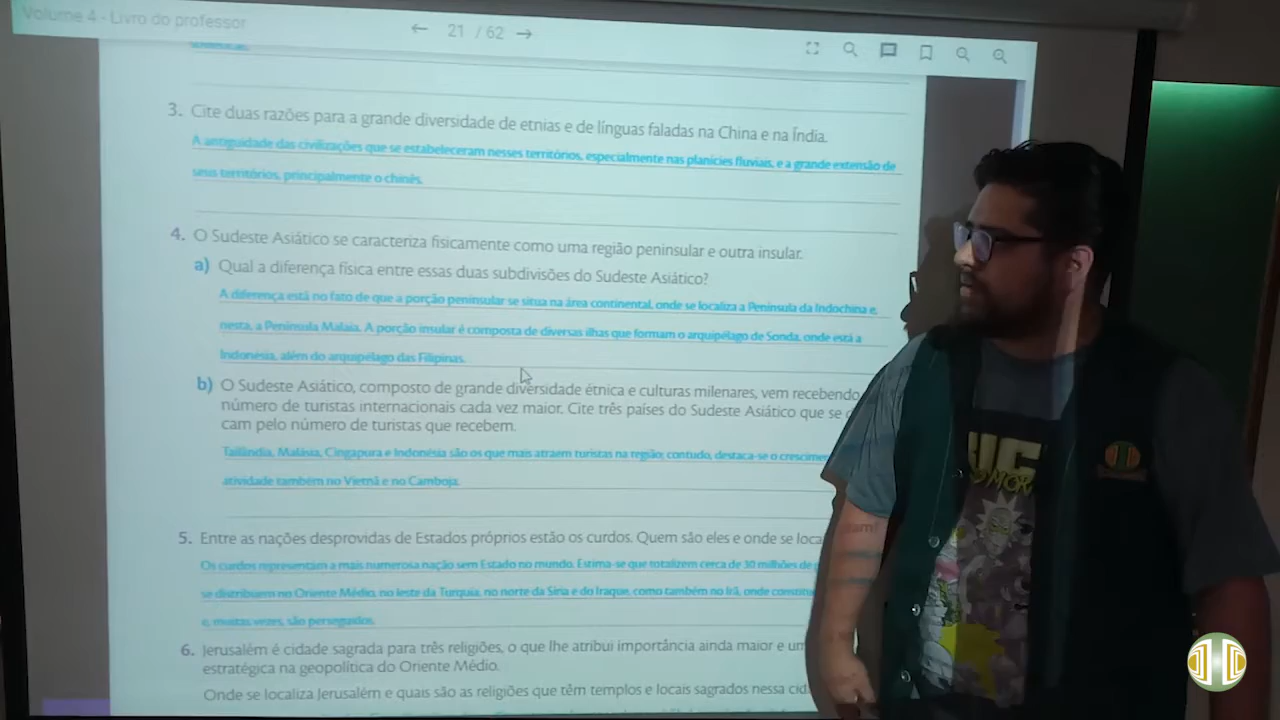 Volume 4 - Livro do professor
← 21 / 62 →
3. Cite duas razões para a grande diversidade de etnias e de línguas faladas na China e na Índia.
A antiguidade das civilizações que se estabeleceram nesses territórios, especialmente nas planícies fluviais, e a grande extensão de
seus territórios, principalmente o chinês.
4. O Sudeste Asiático se caracteriza fisicamente como uma região peninsular e outra insular.
a) Qual a diferença física entre essas duas subdivisões do Sudeste Asiático?
A diferença está no fato de que a porção peninsular se situa na área continental, onde se localiza a Península da Indochina e,
nesta, a Península Malaia. A porção insular é composta de diversas ilhas que formam o arquipélago de Sonda, onde está a
Indonésia, além do arquipélago das Filipinas.
b) O Sudeste Asiático, composto de grande diversidade étnica e culturas milenares, vem recebendo
número de turistas internacionais cada vez maior. Cite três países do Sudeste Asiático que se
cam pelo número de turistas que recebem.
Tailândia, Malásia, Cingapura e Indonésia são os que mais atraem turistas na região; contudo, destaca-se o
atividade também no Vietnã e no Camboja.
5. Entre as nações desprovidas de Estados próprios estão os curdos. Quem são eles e onde se
Os curdos representam a mais numerosa nação sem Estado no mundo. Estima-se que totalizem cerca de 30 milhões de
se distribuem no Oriente Médio, no leste da Turquia, no norte da Síria e do Iraque, como também no Irã, onde
e, muitas vezes, são perseguidos.
6. Jerusalém é cidade sagrada para três religiões, o que lhe atribui importância ainda maior e
estratégica na geopolítica do Oriente Médio.
Onde se localiza Jerusalém e quais são as religiões que têm templos e locais sagrados nessa